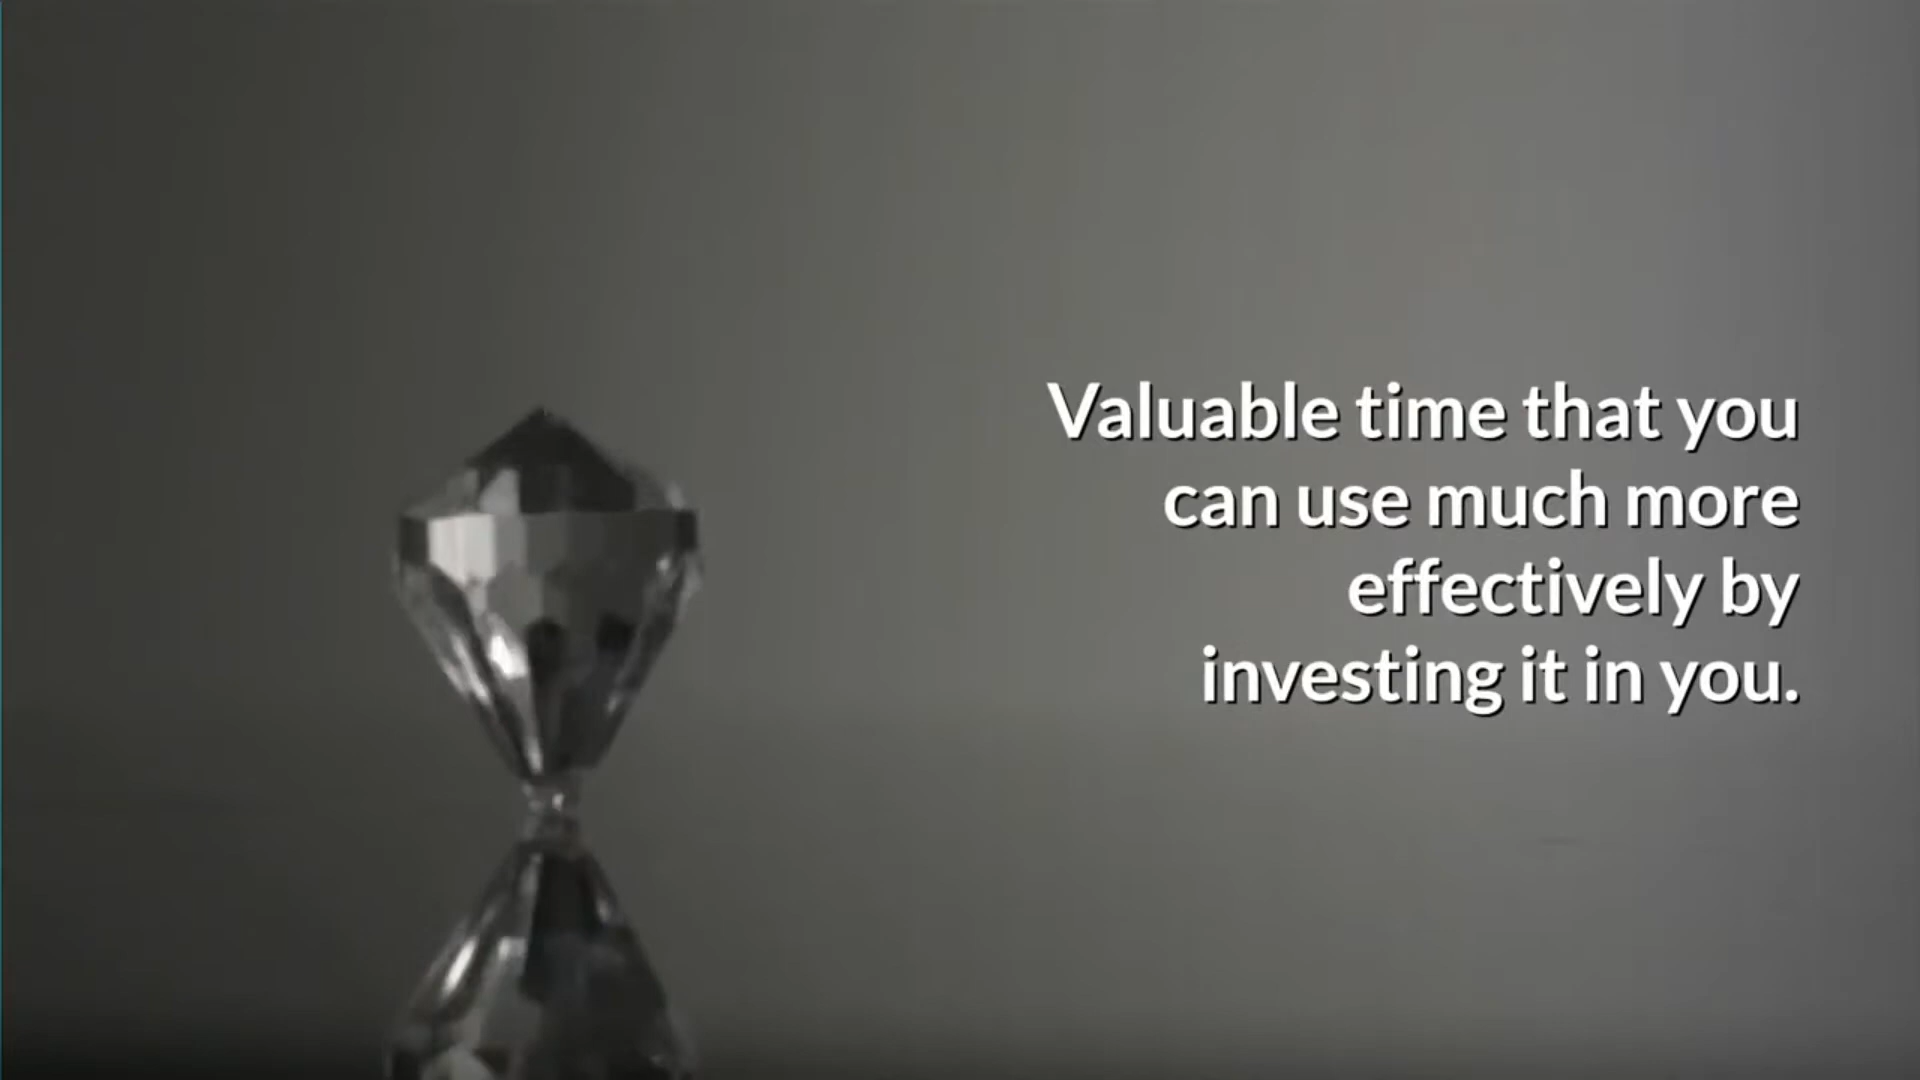 Valuable time that you
can use much more
effectively by
investing it in you.